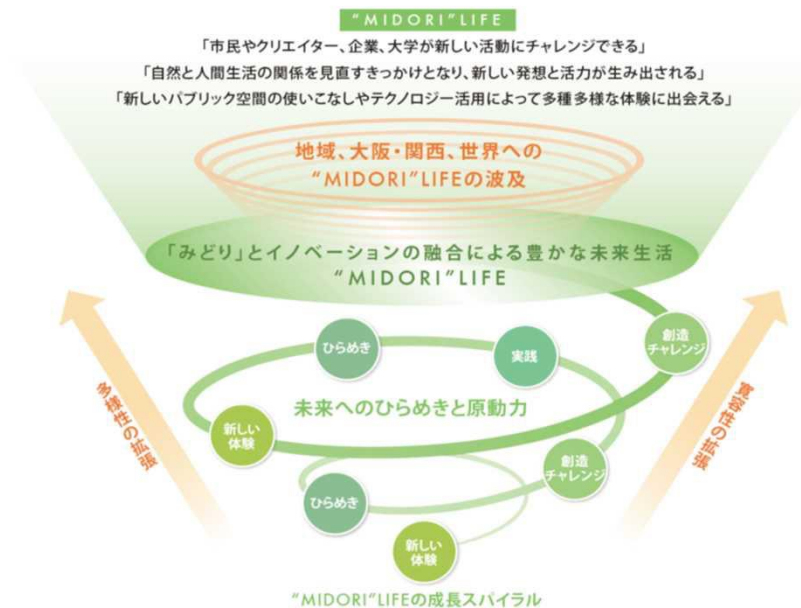 “MIDORI”LIFE
「市民やクリエイター、企業、大学が新しい活動にチャレンジできる」
「自然と人間生活の関係を見直すきっかけとなり、新しい発想と活力が生み出される」
「新しいパブリック空間の使いこなしやテクノロジー活用によって多種多様な体験に出会える」
地域、大阪・関西、世界への
“MIDORI”LIFEの波及
「みどり」とイノベーションの融合による豊かな未来生活
“MIDORI”LIFE
ひらめき
実践
創造
チャレンジ
多様性の拡張
寛容性の拡張
未来へのひらめきと原動力
新しい
体験
創造
チャレンジ
ひらめき
新しい
体験
“MIDORI”LIFEの成長スパイラル